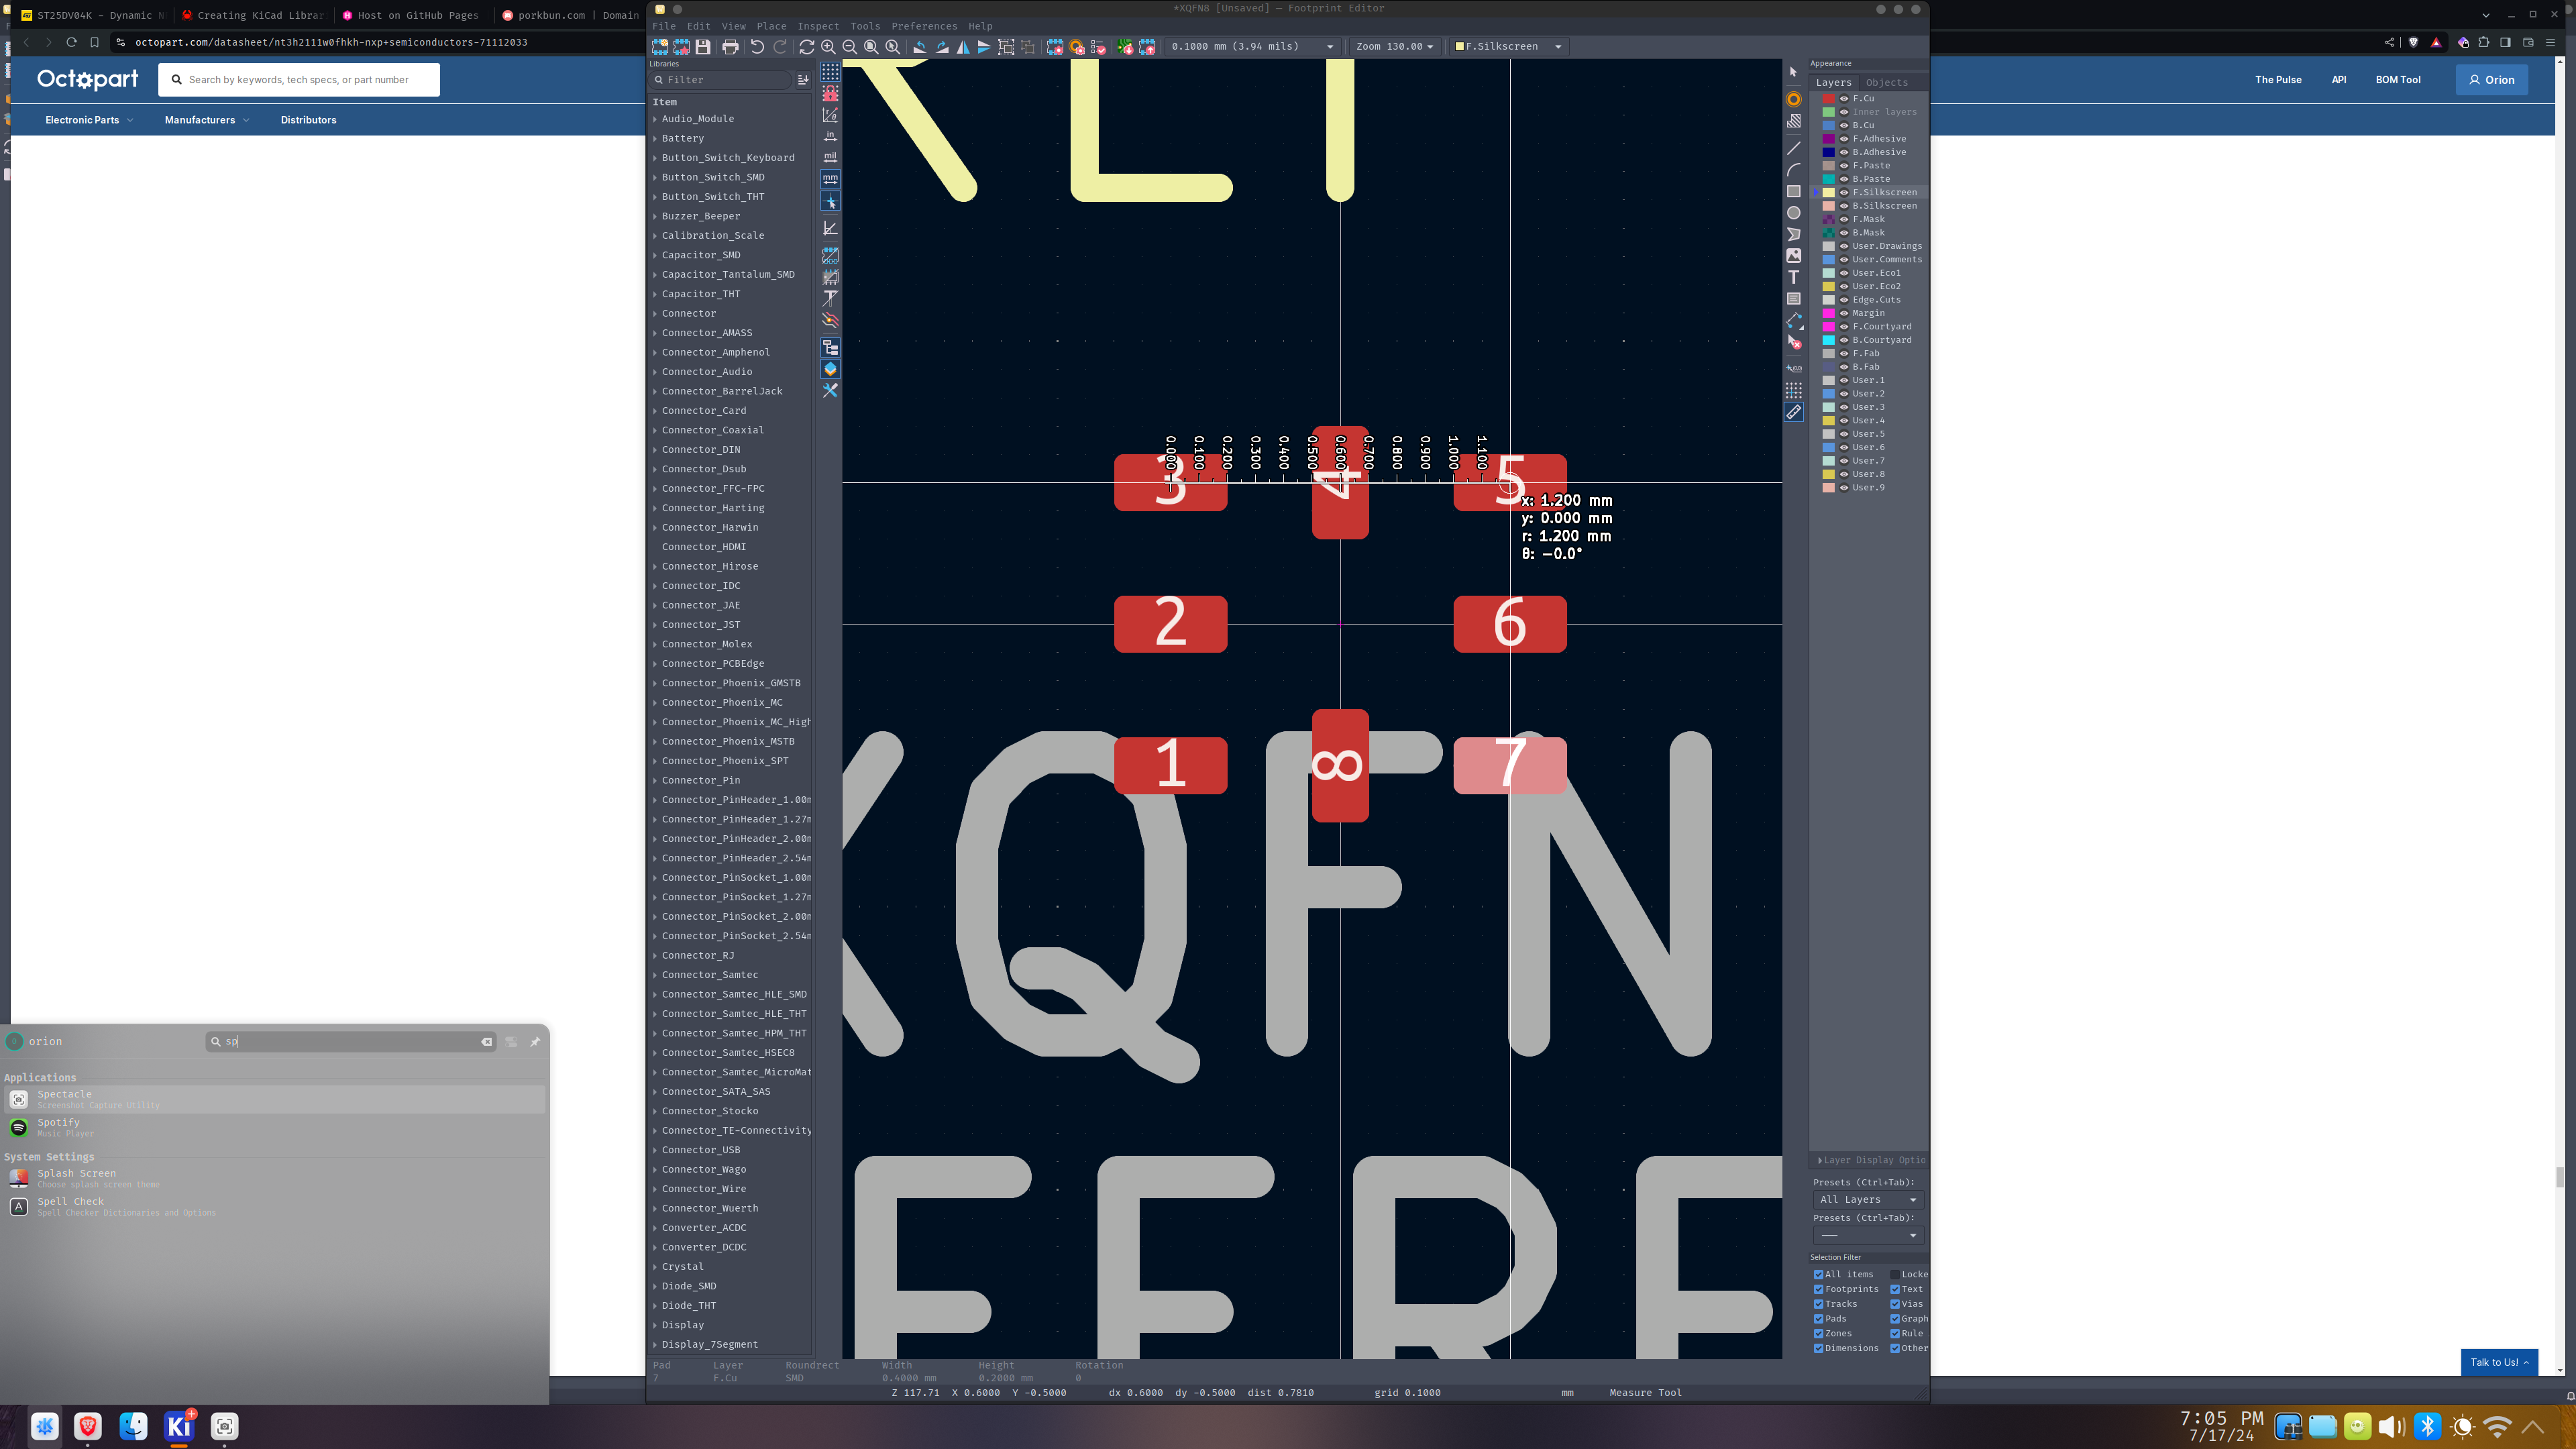 ST25DV04K - Dynamic N
Creating KiCad Librar
Host on GitHub Pages
porkbun.com | Domain
octopart.com/datasheet/nt3h2111w0fhkh-nxp+semiconductors-71112033
Octopart
Search by keywords, tech specs, or part number
The Pulse
API
BOM Tool
Orion
Electronic Parts
Manufacturers
Distributors
*XQFN8 [Unsaved] — Footprint Editor
File Edit View Place Inspect Tools Preferences Help
0.1000 mm (3.94 mils)
Zoom 130.00
F.Silkscreen
Libraries
Filter
Item
Audio_Module
Battery
Button_Switch_Keyboard
Button_Switch_SMD
Button_Switch_THT
Buzzer_Beeper
Calibration_Scale
Capacitor_SMD
Capacitor_Tantalum_SMD
Capacitor_THT
Connector
Connector_AMASS
Connector_Amphenol
Connector_Audio
Connector_BarrelJack
Connector_Card
Connector_Coaxial
Connector_DIN
Connector_Dsub
Connector_FFC-FPC
Connector_Harting
Connector_Harwin
Connector_HDMI
Connector_Hirose
Connector_IDC
Connector_JAE
Connector_JST
Connector_Molex
Connector_PCBEdge
Connector_Phoenix_GMSTB
Connector_Phoenix_MC
Connector_Phoenix_MC_High
Connector_Phoenix_MSTB
Connector_Phoenix_SPT
Connector_Pin
Connector_PinHeader_1.00m
Connector_PinHeader_1.27m
Connector_PinHeader_2.00m
Connector_PinHeader_2.54m
Connector_PinSocket_1.00m
Connector_PinSocket_1.27m
Connector_PinSocket_2.00m
Connector_PinSocket_2.54m
Connector_RJ
Connector_Samtec
Connector_Samtec_HLE_SMD
Connector_Samtec_HLE_THT
Connector_Samtec_HPM_THT
Connector_Samtec_HSEC8
Connector_Samtec_MicroMat
Connector_SATA_SAS
Connector_Stocko
Connector_TE-Connectivity
Connector_USB
Connector_Wago
Connector_Wire
Connector_Wuerth
Converter_ACDC
Converter_DCDC
Crystal
Diode_SMD
Diode_THT
Display
Display_7Segment
in
mil
mm
0.000 0.100 0.200 0.300 0.400 0.500 0.600 0.700 0.800 0.900 1.000 1.100
3 4 5
x: 1.200 mm
y: 0.000 mm
r: 1.200 mm
θ: −0.0°
2 6
1 8 7
XQFN
Appearance
Layers Objects
F.Cu
Inner layers
B.Cu
F.Adhesive
B.Adhesive
F.Paste
B.Paste
F.Silkscreen
B.Silkscreen
F.Mask
B.Mask
User.Drawings
User.Comments
User.Eco1
User.Eco2
Edge.Cuts
Margin
F.Courtyard
B.Courtyard
F.Fab
B.Fab
User.1
User.2
User.3
User.4
User.5
User.6
User.7
User.8
User.9
Layer Display Optio
Presets (Ctrl+Tab):
All Layers
Presets (Ctrl+Tab):
Selection Filter
All items Locke
Footprints Text
Tracks Vias
Pads Graph
Zones Rule
Dimensions Other
Pad Layer Roundrect Width Height Rotation
7 F.Cu SMD 0.4000 mm 0.2000 mm 0
Z 117.71 X 0.6000 Y -0.5000 dx 0.6000 dy -0.5000 dist 0.7810 grid 0.1000 mm Measure Tool
orion
sp
Applications
Spectacle
Screenshot Capture Utility
Spotify
Music Player
System Settings
Splash Screen
Choose splash screen theme
Spell Check
Spell Checker Dictionaries and Options
Talk to Us!
Ki
7:05 PM
7/17/24